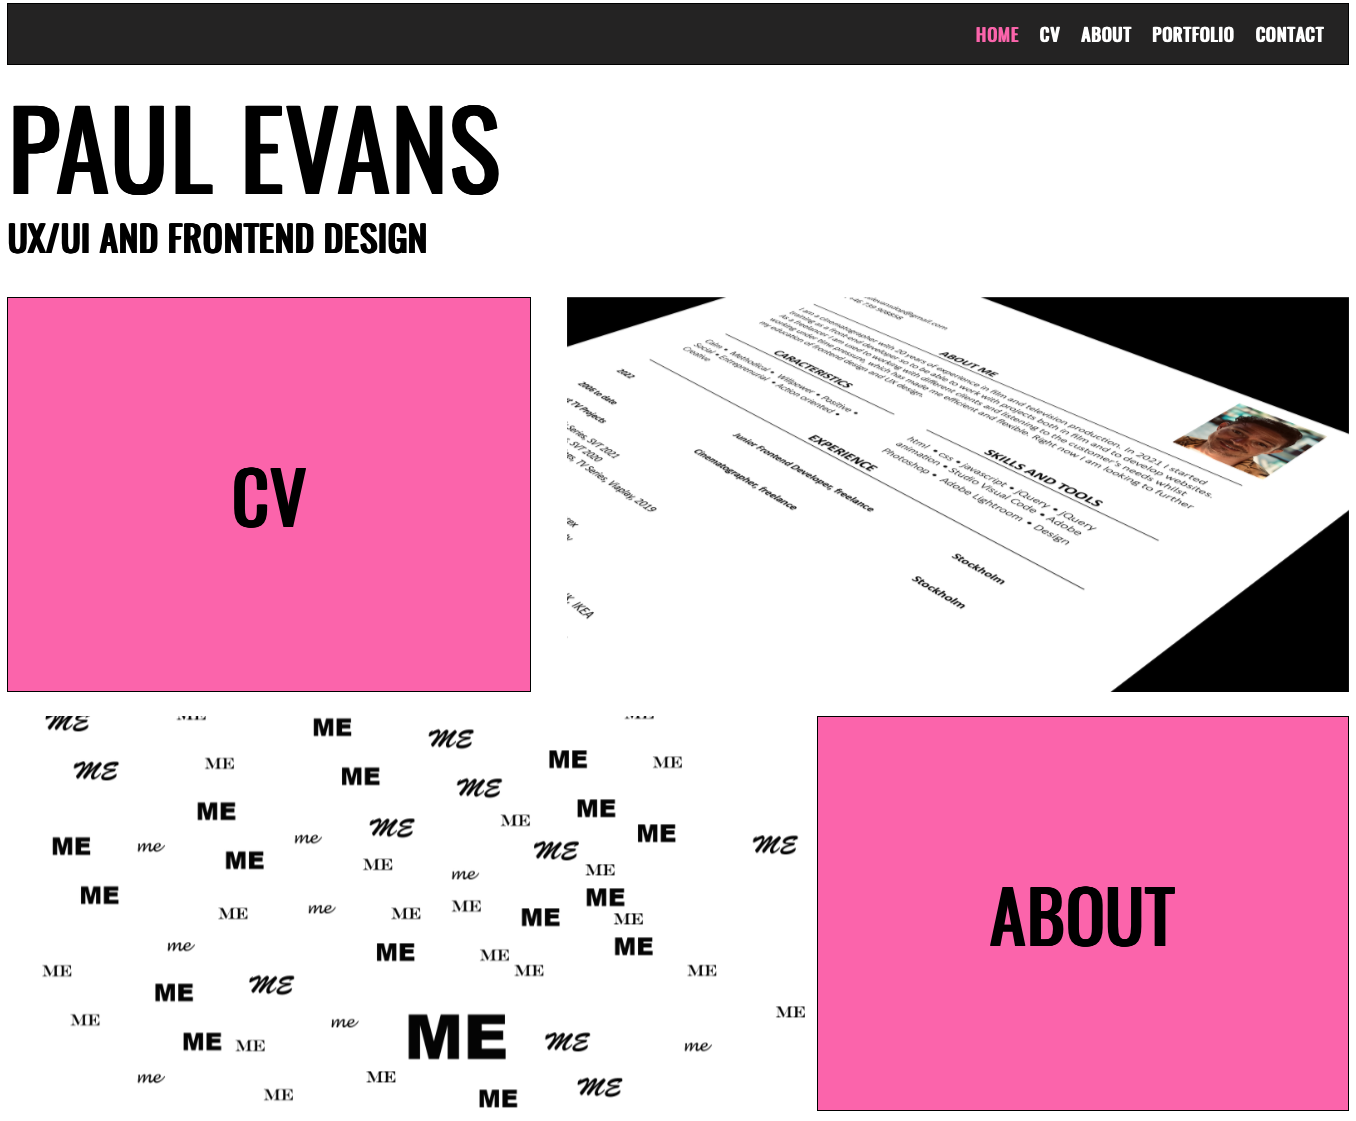 HOME CV ABOUT PORTFOLIO CONTACT
PAUL EVANS
UX/UI AND FRONTEND DESIGN
CV
ABOUT ME
I am a cinematographer with 20 years of experience in film and television production. In 2021 I started
training as a front-end developer so to be able to work with projects both in film and to develop websites.
As a freelancer I am used to working with different clients and listening to the customer's needs whilst
working under time pressure, which has made me efficient and flexible. Right now I am looking to further
my education of frontend design and UX design.
CARACTERISTICS
Calm • Methodical • Willpower • Positive •
Social • Entreprenurial • Action oriented •
Creative
SKILLS AND TOOLS
html • css • javascript • jQuery • jQuery
animation • Studio Visual Code • Adobe
Photoshop • Adobe Lightroom • Design
EXPERIENCE
2022
Junior Frontend Developer, freelance
Stockholm
2006 to date
Cinematographer, freelance
Stockholm
TV Projects
Series, SVT 2021
SVT 2020
TV Series, Viaplay, 2019
IKEA
ME ME ME
ME ME
ME ME ME
ME ME ME ME
ME ME
ME ME ME
ME me me ME ME
ME ME me ME
ME ME
ME me ME ME ME ME
me ME ME ME
ME ME ME ME
ME ME
ME me ME ME
ME ME ME me
me ME ME
ME ME
ABOUT